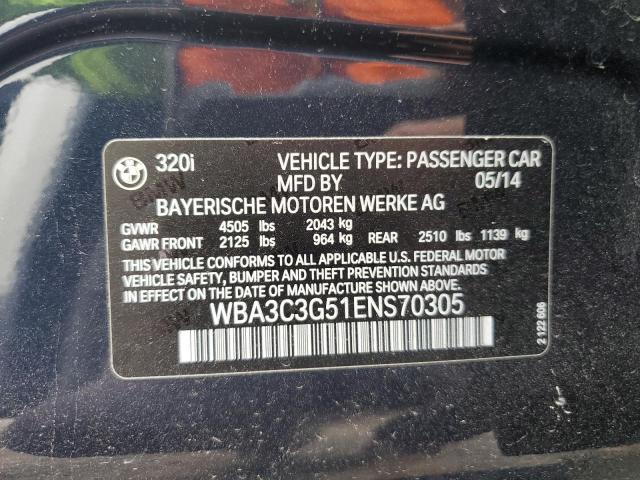 320i VEHICLE TYPE: PASSENGER CAR
MFD BY 05/14
BAYERISCHE MOTOREN WERKE AG
GVWR 4505 lbs 2043 kg
GAWR FRONT 2125 lbs 964 kg REAR 2510 lbs 1139 kg
THIS VEHICLE CONFORMS TO ALL APPLICABLE U.S. FEDERAL MOTOR
VEHICLE SAFETY, BUMPER AND THEFT PREVENTION STANDARDS
IN EFFECT ON THE DATE OF MANUFACTURE SHOWN ABOVE.
WBA3C3G51ENS70305
2 122 606